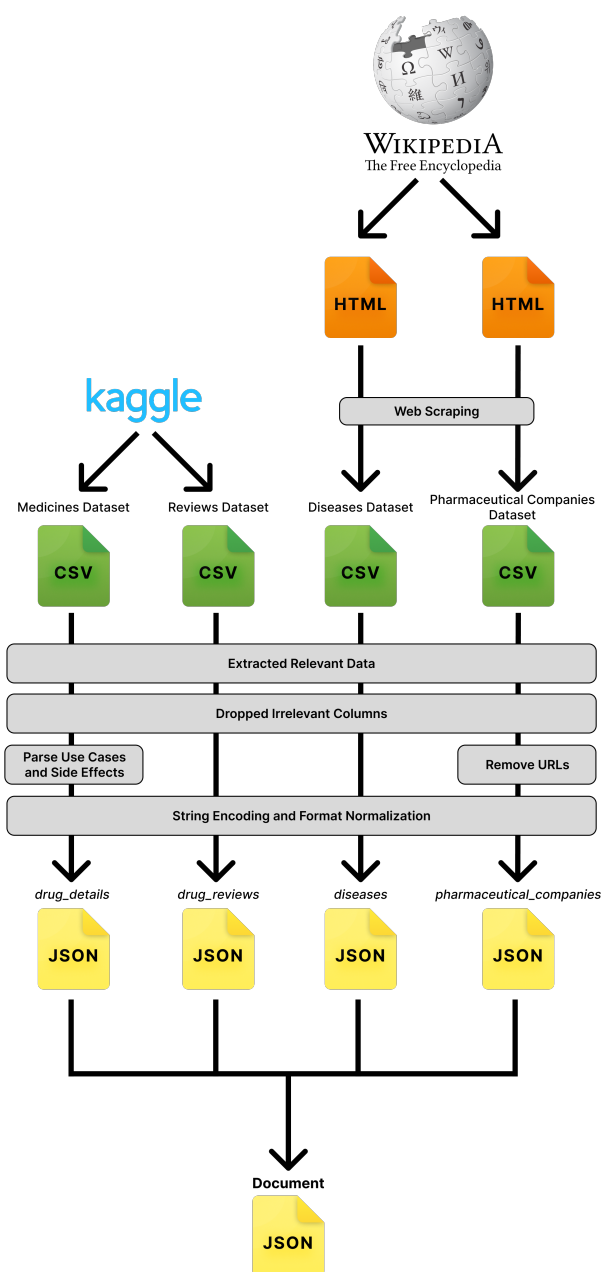 Ω
W
И
維
WIKIPEDIA
The Free Encyclopedia
HTML
HTML
Web Scraping
kaggle
Medicines Dataset
Reviews Dataset
Diseases Dataset
Pharmaceutical Companies
Dataset
CSV
CSV
CSV
CSV
Extracted Relevant Data
Dropped Irrelevant Columns
Parse Use Cases
and Side Effects
Remove URLs
String Encoding and Format Normalization
drug_details
drug_reviews
diseases
pharmaceutical_companies
JSON
JSON
JSON
JSON
Document
JSON